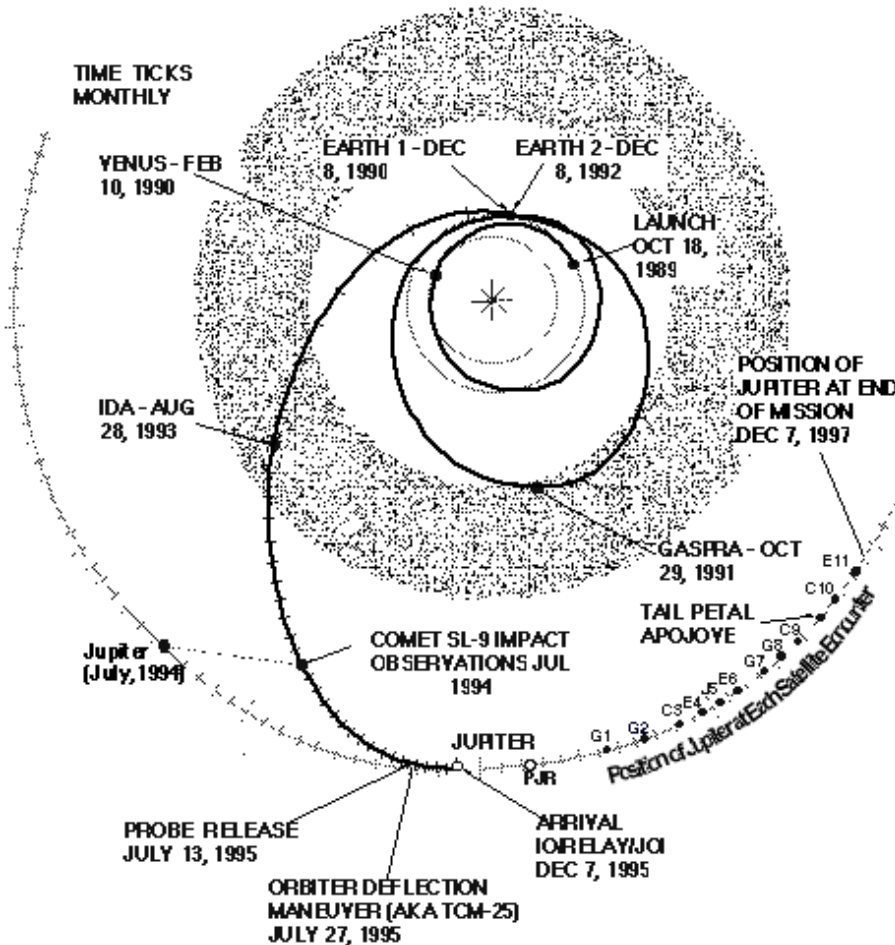 TIME TICKS
MONTHLY
VENUS - FEB
10, 1990
EARTH 1 - DEC
8, 1990
EARTH 2 - DEC
8, 1992
LAUNCH
OCT 18,
1989
POSITION OF
JUPITER AT END
OF MISSION
DEC 7, 1997
IDA - AUG
28, 1993
GASPRA - OCT
29, 1991
E11
C10
TAIL PETAL
APOJOVE
C9
G8
G7
E6
J5
E4
C3
G2
G1
Position of Jupiter at Each Satellite Encounter
Jupiter
(July, 1994)
COMET SL-9 IMPACT
OBSERVATIONS JUL
1994
JUPITER
PJR
PROBE RELEASE
JULY 13, 1995
ARRIVAL
IO/RELAY/JOI
DEC 7, 1995
ORBITER DEFLECTION
MANEUVER (AKA TCM-25)
JULY 27, 1995